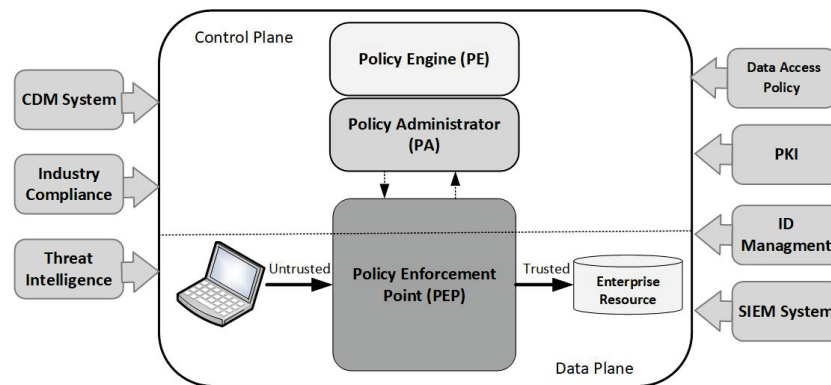 Control Plane
Policy Engine (PE)
Policy Administrator
(PA)
CDM System
Industry
Compliance
Threat
Intelligence
Data Access
Policy
PKI
ID
Managment
SIEM System
Untrusted
Policy Enforcement
Point (PEP)
Trusted
Enterprise
Resource
Data Plane